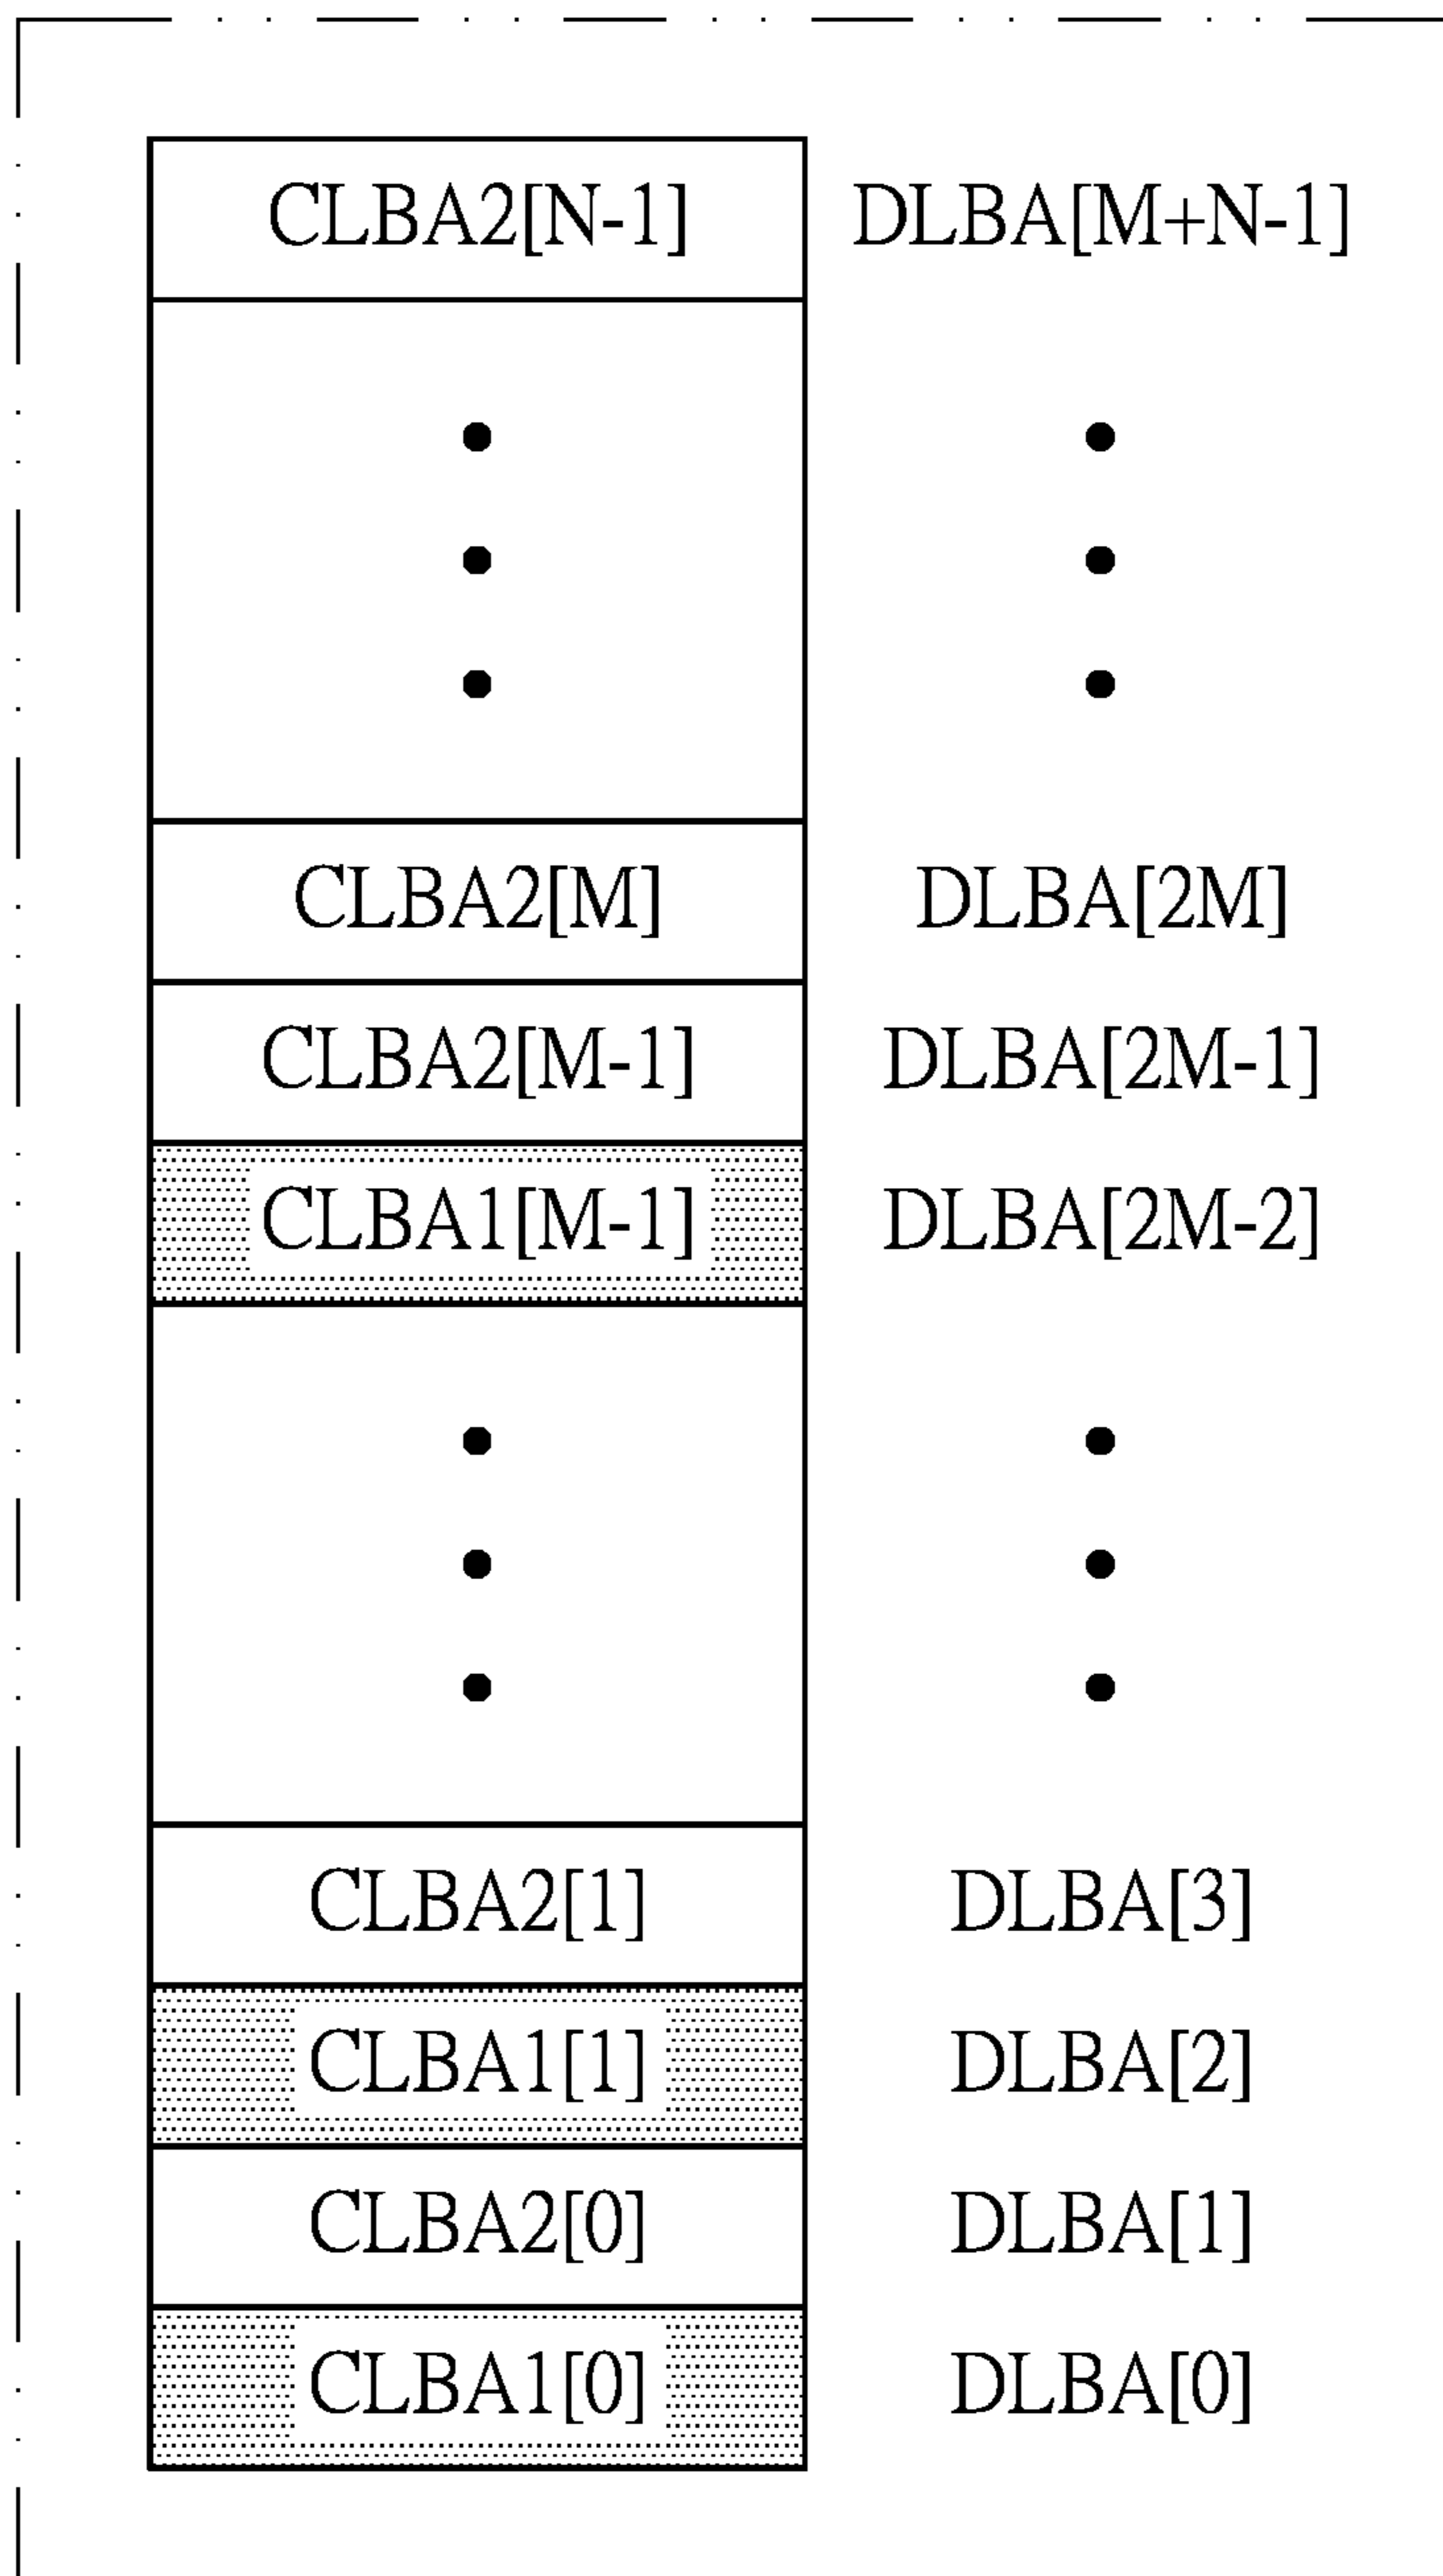 CLBA2[N-1] DLBA[M+N-1]
CLBA2[M] DLBA[2M]
CLBA2[M-1] DLBA[2M-1]
CLBA1[M-1] DLBA[2M-2]
CLBA2[1] DLBA[3]
CLBA1[1] DLBA[2]
CLBA2[0] DLBA[1]
CLBA1[0] DLBA[0]